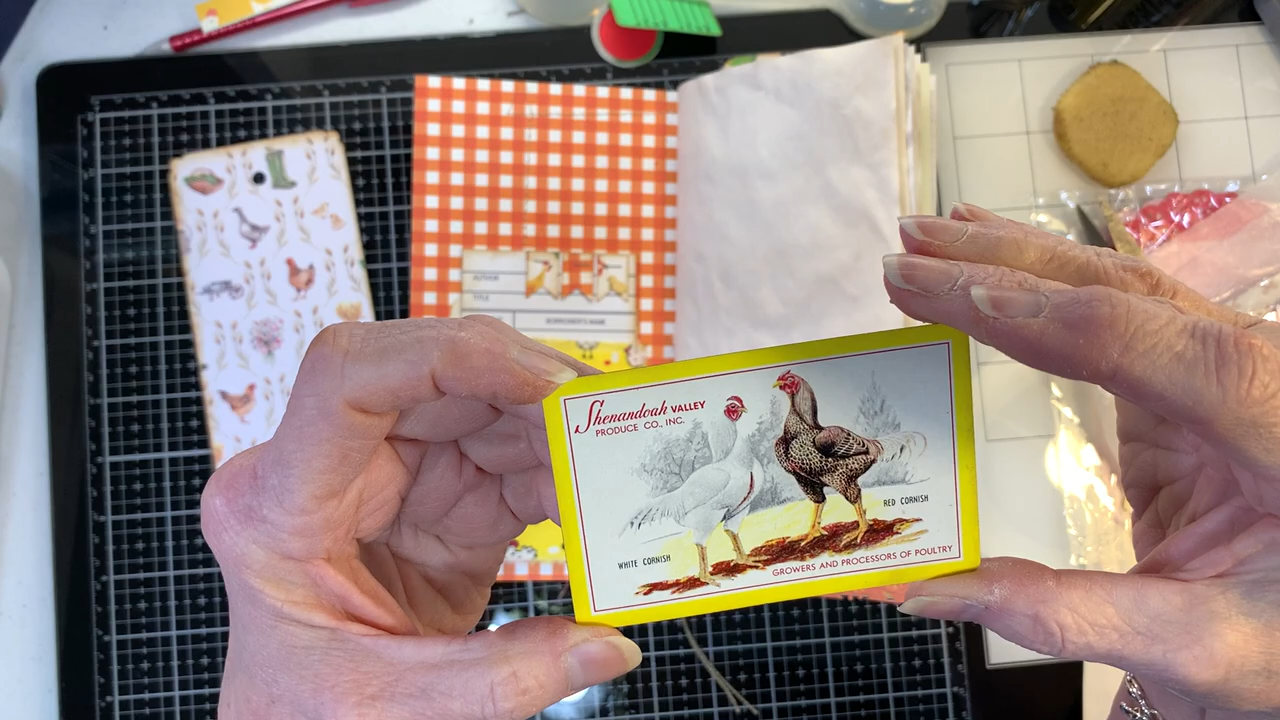 AUTHOR
TITLE
BORROWER'S NAME
Shenandoah VALLEY
PRODUCE CO., INC.
RED CORNISH
WHITE CORNISH
GROWERS AND PROCESSORS OF POULTRY